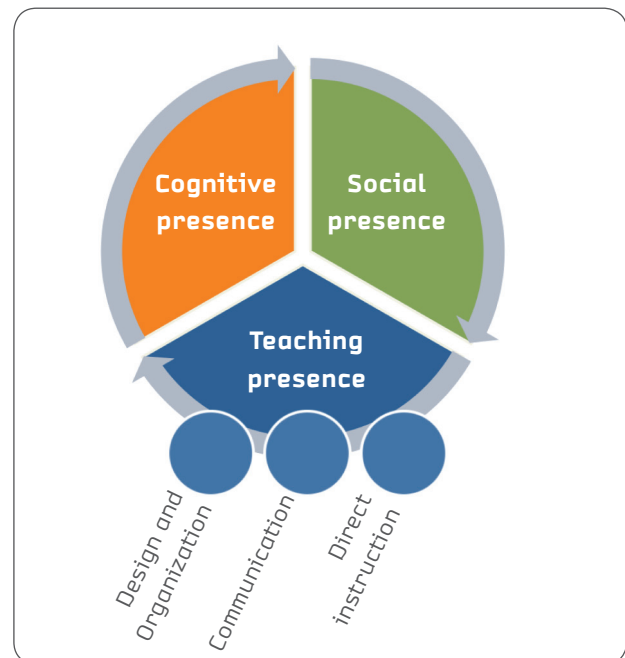 Cognitive
presence
Social
presence
Teaching
presence
Design and
Organization
Communication
Direct
instruction